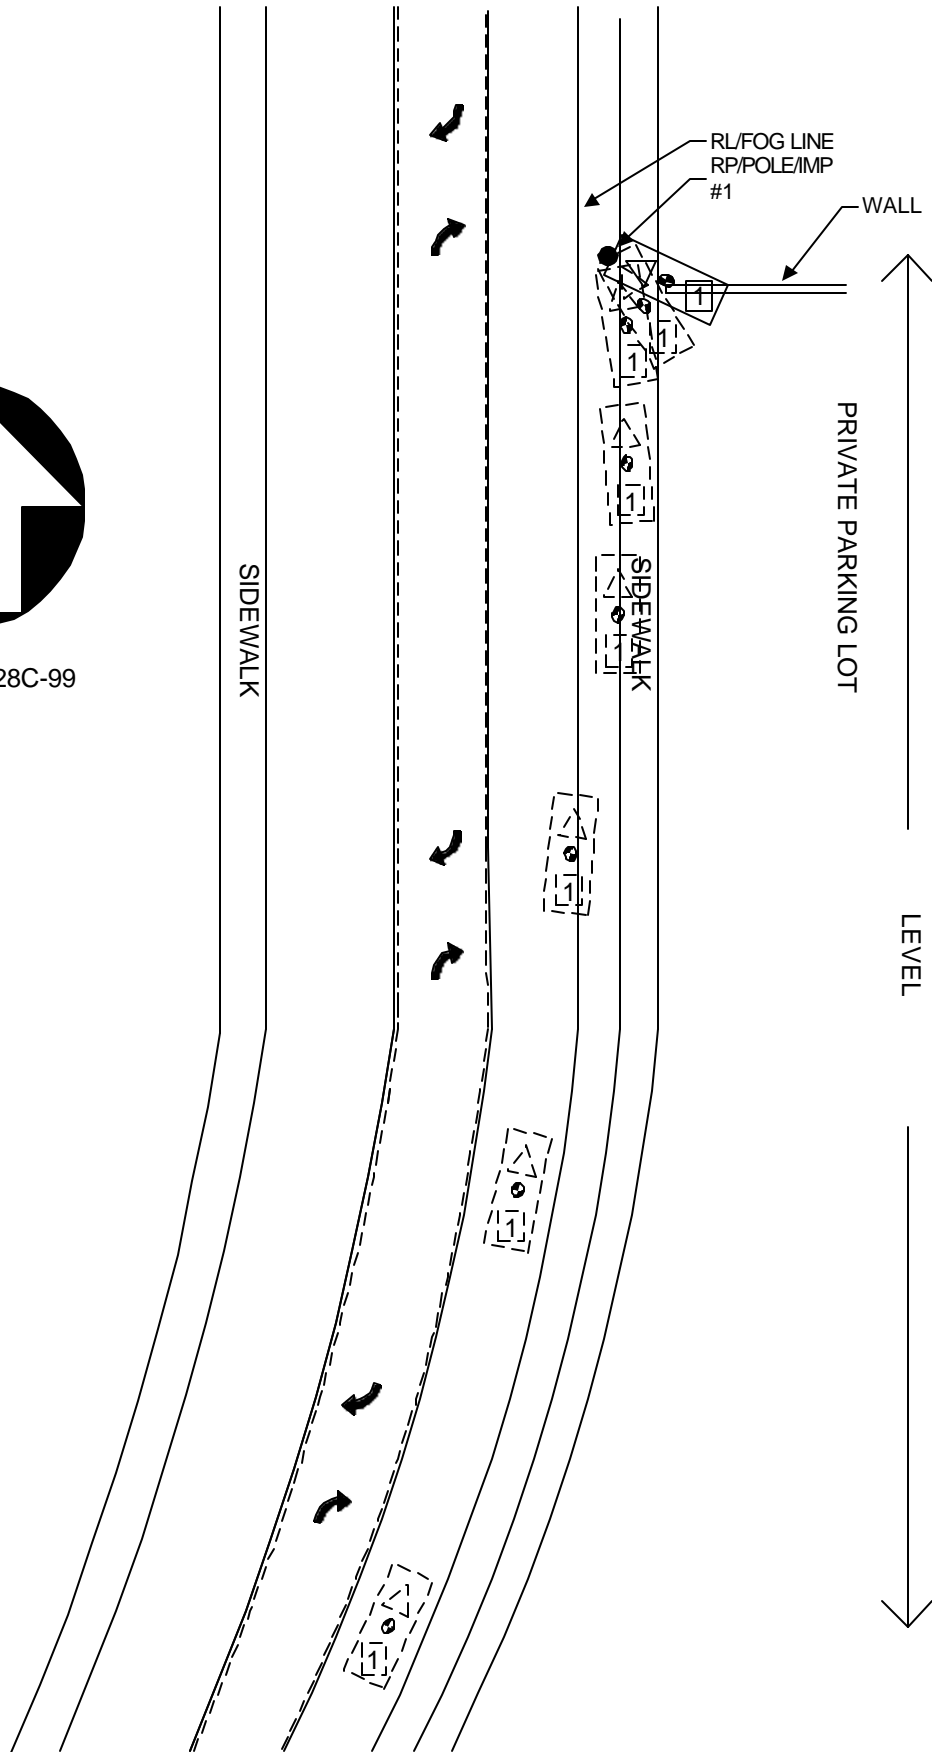 RL/FOG LINE
RP/POLE/IMP
#1
WALL
1
1
1
PRIVATE PARKING LOT
1
SIDEWALK
SIDEWALK
1
28C-99
1
LEVEL
1
1